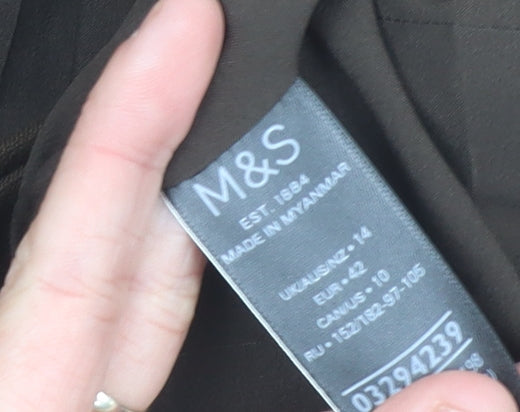 M&S
EST. 1884
MADE IN MYANMAR
UK/AUS/NZ • 14
EUR • 42
CAN/US • 10
RU • 152/182-97-105
03294239
98